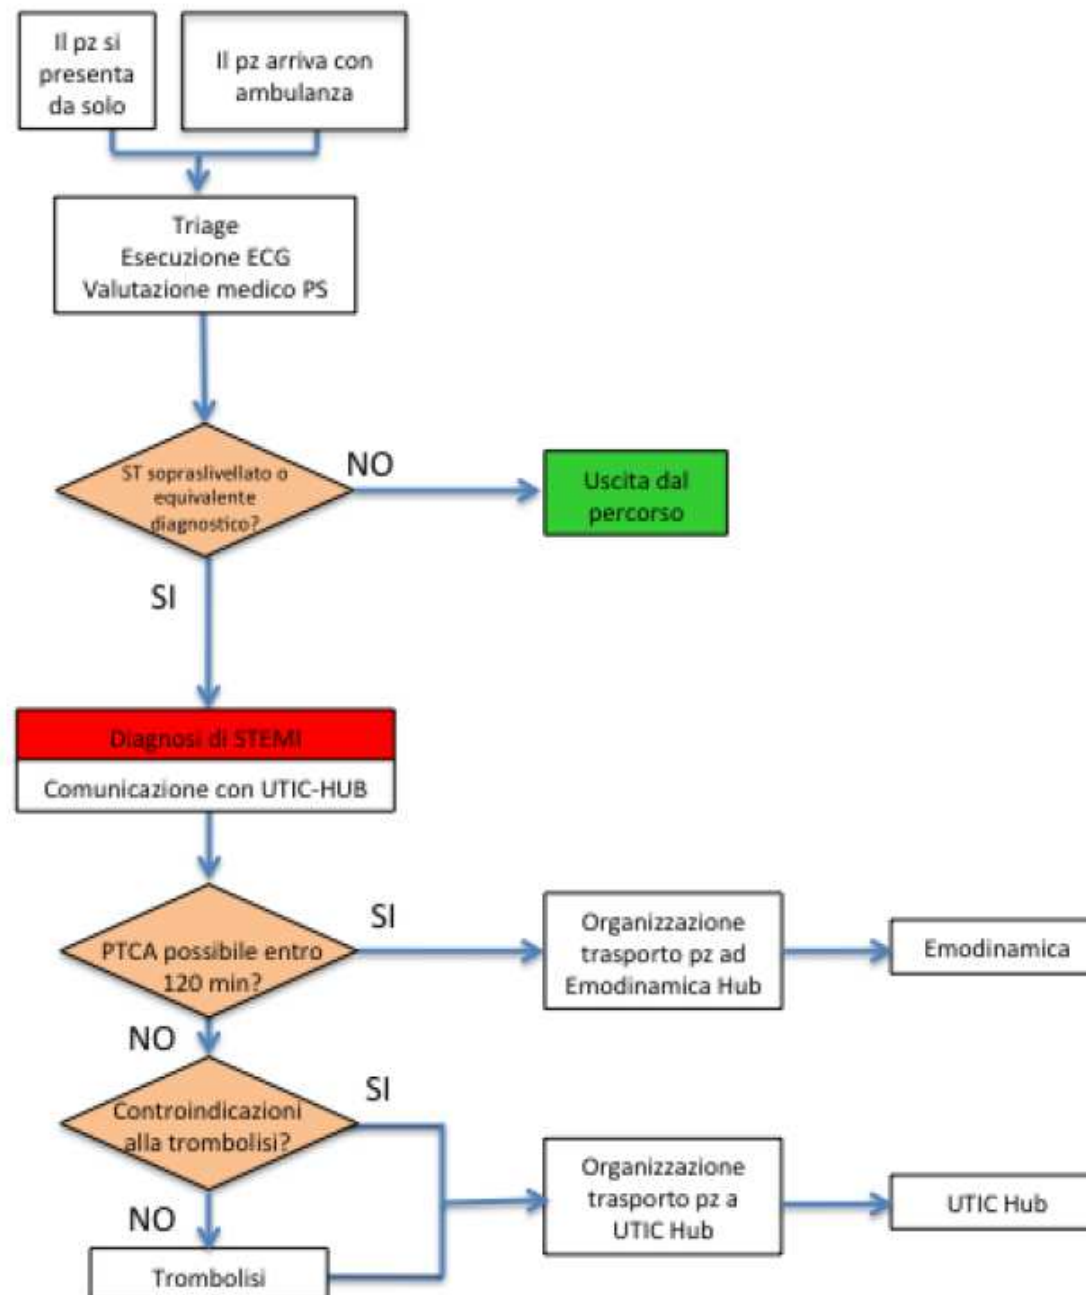 Il pz si
presenta
da solo
Il pz arriva con
ambulanza
Triage
Esecuzione ECG
Valutazione medico PS
ST sopraslivellato o
equivalente
diagnostico?
NO
Uscita dal
percorso
SI
Diagnosi di STEMI
Comunicazione con UTIC-HUB
PTCA possibile entro
120 min?
SI
Organizzazione
trasporto pz ad
Emodinamica Hub
Emodinamica
NO
Controindicazioni
alla trombolisi?
SI
Organizzazione
trasporto pz a
UTIC Hub
UTIC Hub
NO
Trombolisi